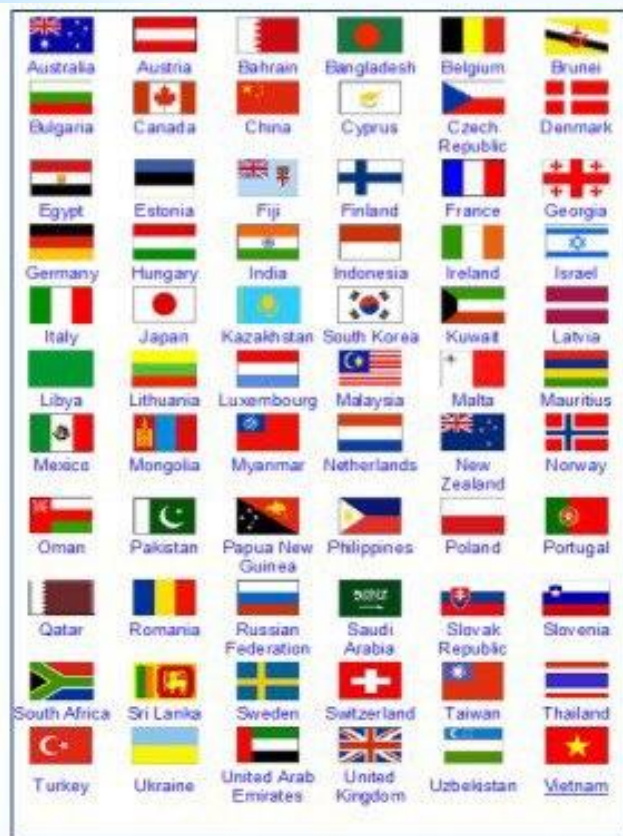 Australia Austria Bahrain Bangladesh Belgium Brunei
Bulgaria Canada China Cyprus Czech Republic Denmark
Egypt Estonia Fiji Finland France Georgia
Germany Hungary India Indonesia Ireland Israel
Italy Japan Kazakhstan South Korea Kuwait Latvia
Libya Lithuania Luxembourg Malaysia Malta Mauritius
Mexico Mongolia Myanmar Netherlands New Zealand Norway
Oman Pakistan Papua New Guinea Philippines Poland Portugal
Qatar Romania Russian Federation Saudi Arabia Slovak Republic Slovenia
South Africa Sri Lanka Sweden Switzerland Taiwan Thailand
Turkey Ukraine United Arab Emirates United Kingdom Uzbekistan Vietnam